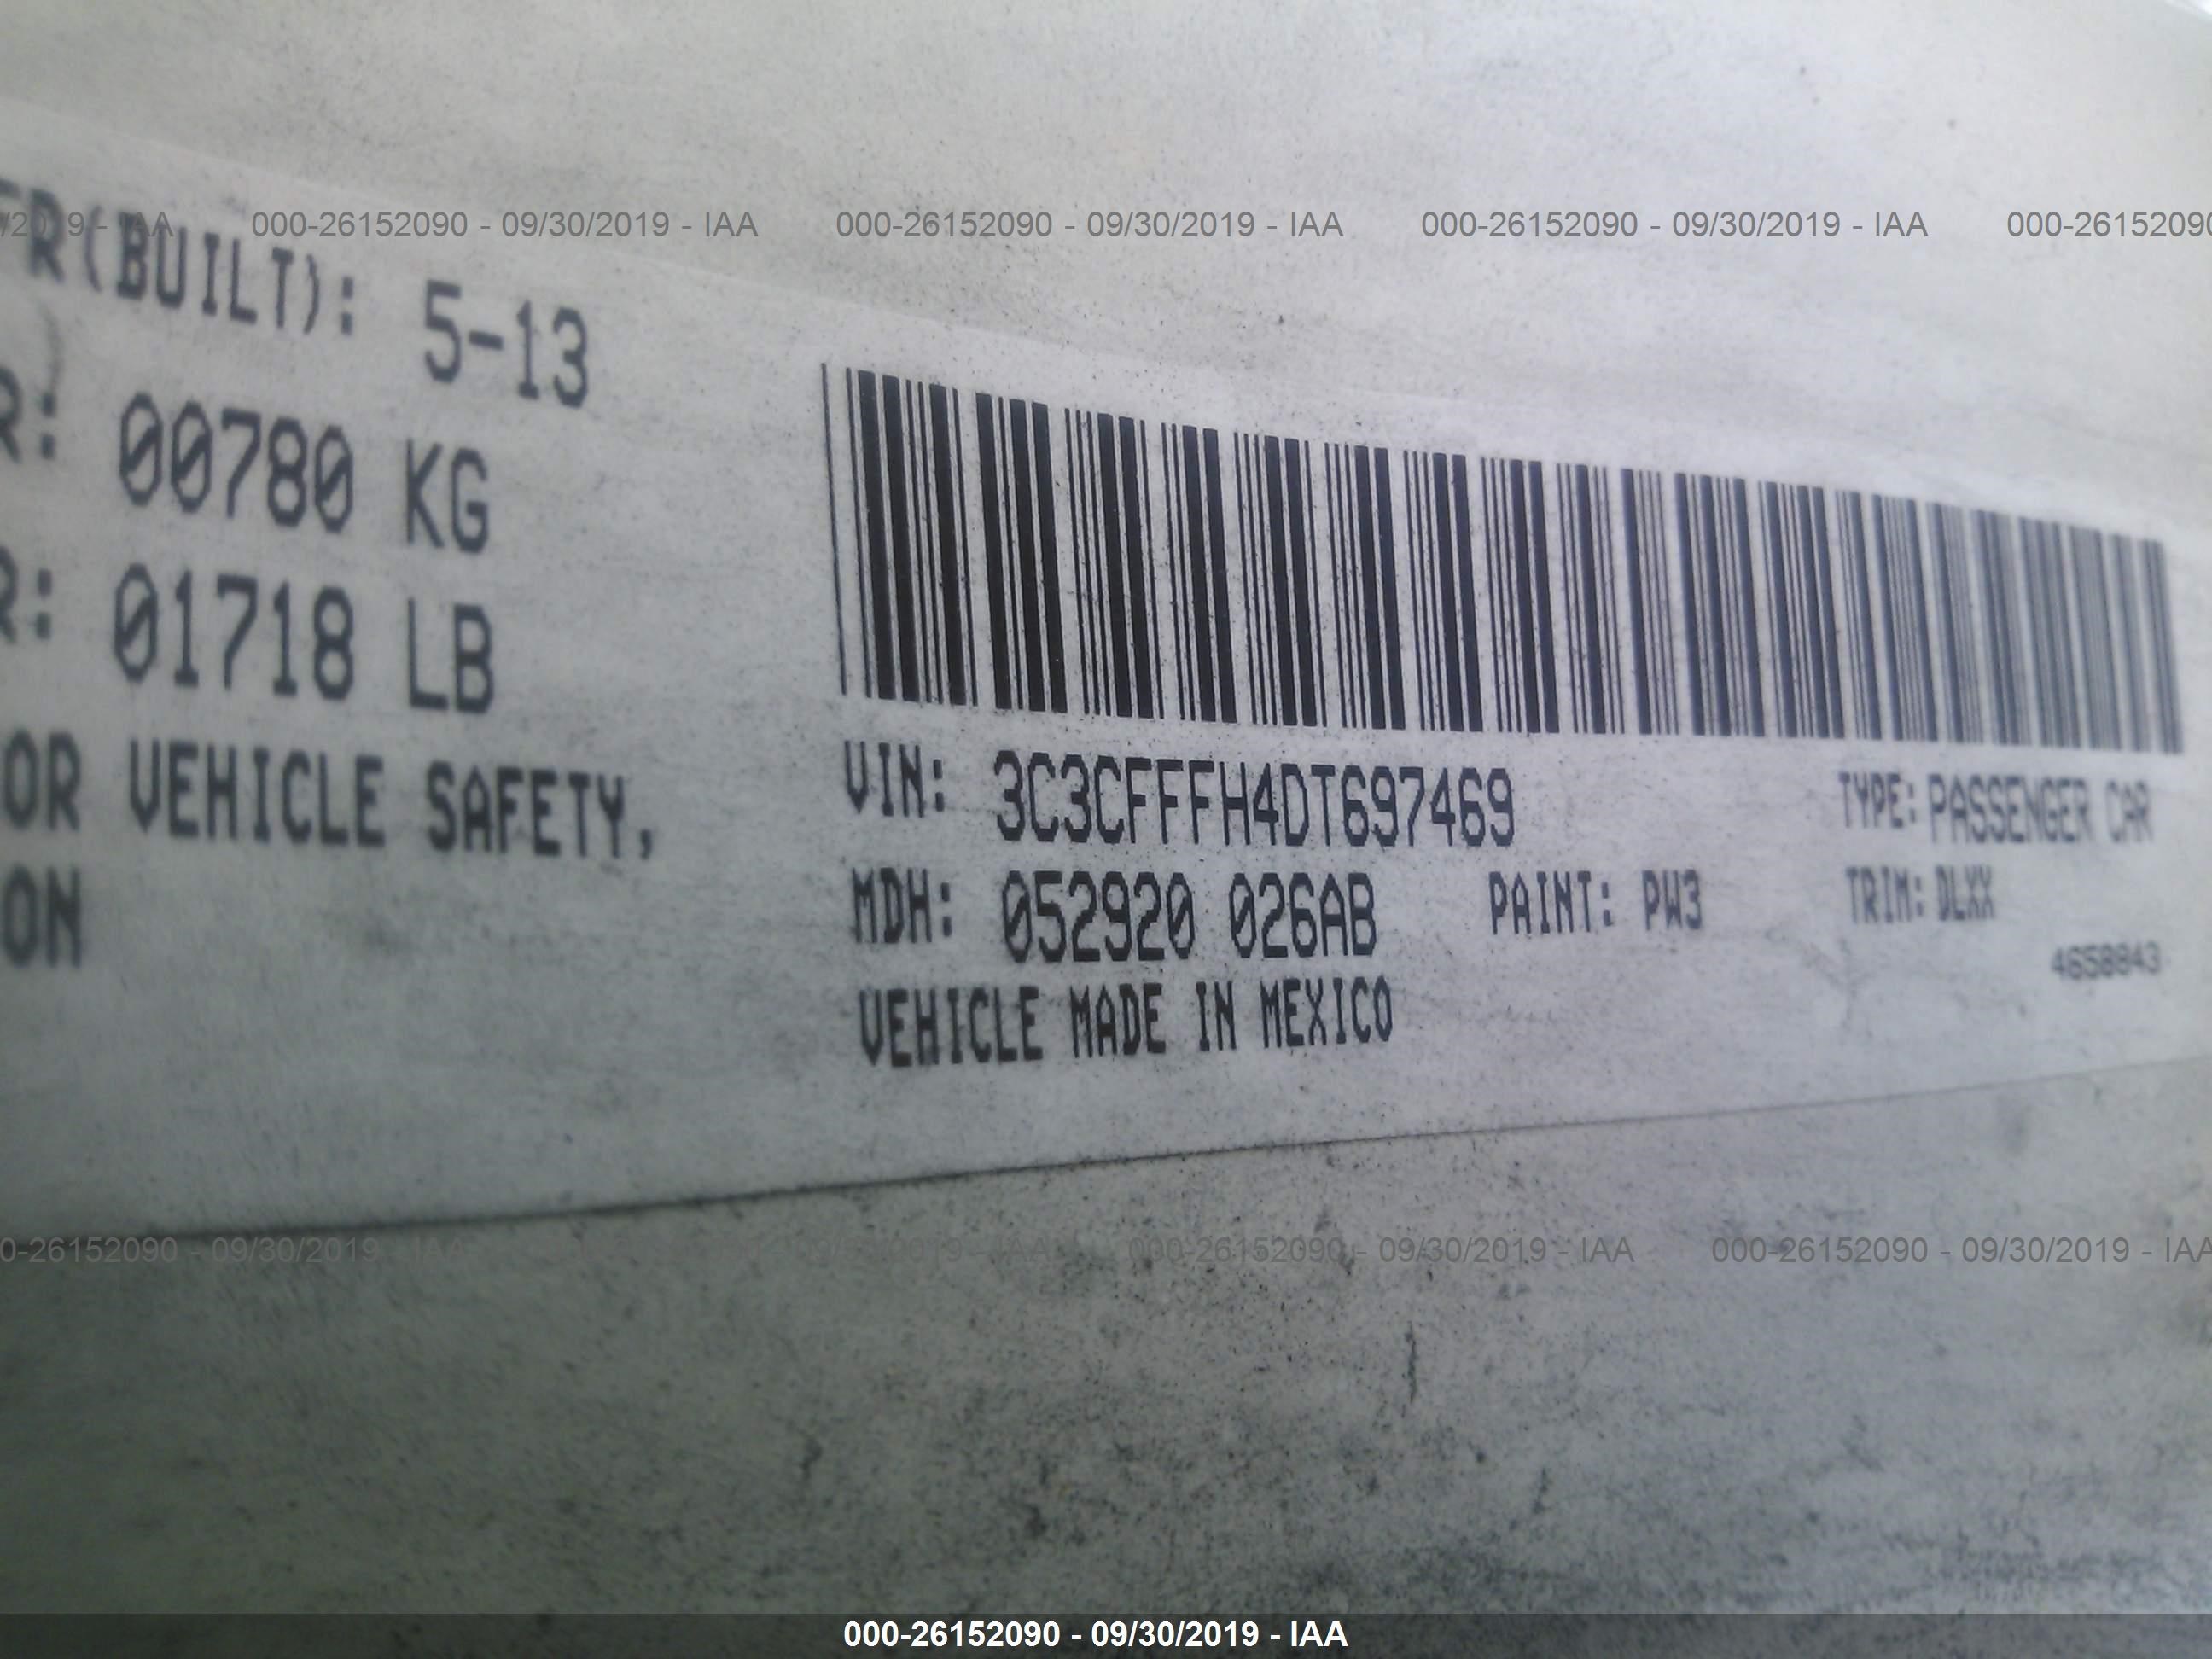 000-26152090 - 09/30/2019 - IAA 000-26152090 - 09/30/2019 - IAA 000-26152090 - 09/30/2019 - IAA
(BUILT): 5-13
00780 KG
01718 LB
VEHICLE SAFETY,
VIN: 3C3CFFFH4DT697469 TYPE: PASSENGER CAR
MDH: 052920 026AB PAINT: PW3 TRIM: DLXX
4658843
VEHICLE MADE IN MEXICO
000-26152090 - 09/30/2019 - IAA 000-26152090 - 09/30/2019 - IAA
000-26152090 - 09/30/2019 - IAA